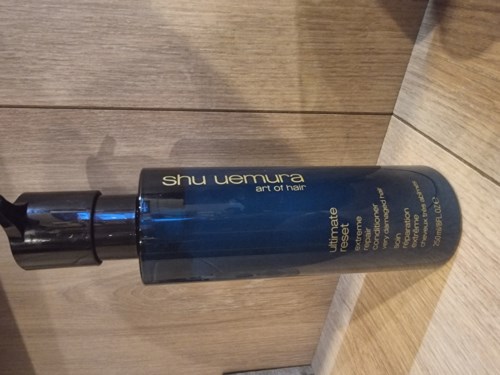 shu uemura
art of hair
ultimate
reset
extreme
repair
conditioner
very damaged hair
soin
réparation
extrême
cheveux très abîmés
250ml/8FL.OZ.℮